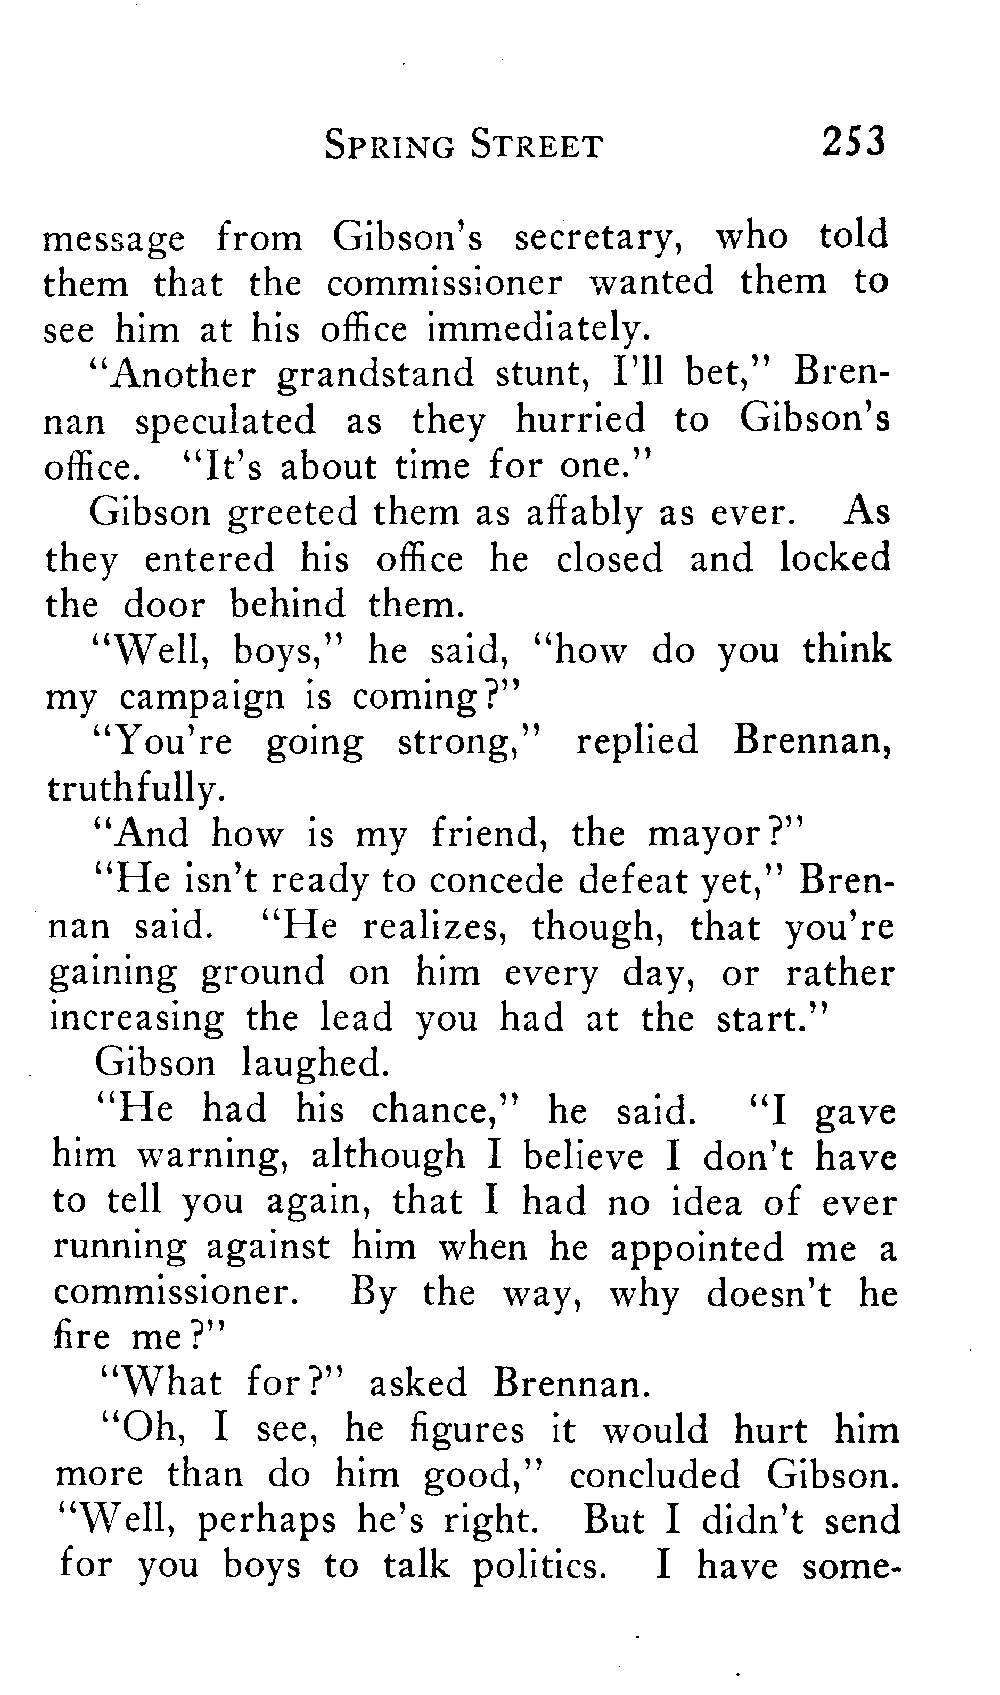 SPRING STREET 253
message from Gibson's secretary, who told
them that the commissioner wanted them to
see him at his office immediately.
"Another grandstand stunt, I'll bet," Bren-
nan speculated as they hurried to Gibson's
office. "It's about time for one."
Gibson greeted them as affably as ever. As
they entered his office he closed and locked
the door behind them.
"Well, boys," he said, "how do you think
my campaign is coming?"
"You're going strong," replied Brennan,
truthfully.
"And how is my friend, the mayor?"
"He isn't ready to concede defeat yet," Bren-
nan said. "He realizes, though, that you're
gaining ground on him every day, or rather
increasing the lead you had at the start."
Gibson laughed.
"He had his chance," he said. "I gave
him warning, although I believe I don't have
to tell you again, that I had no idea of ever
running against him when he appointed me a
commissioner. By the way, why doesn't he
fire me?"
"What for?" asked Brennan.
"Oh, I see, he figures it would hurt him
more than do him good," concluded Gibson.
"Well, perhaps he's right. But I didn't send
for you boys to talk politics. I have some-